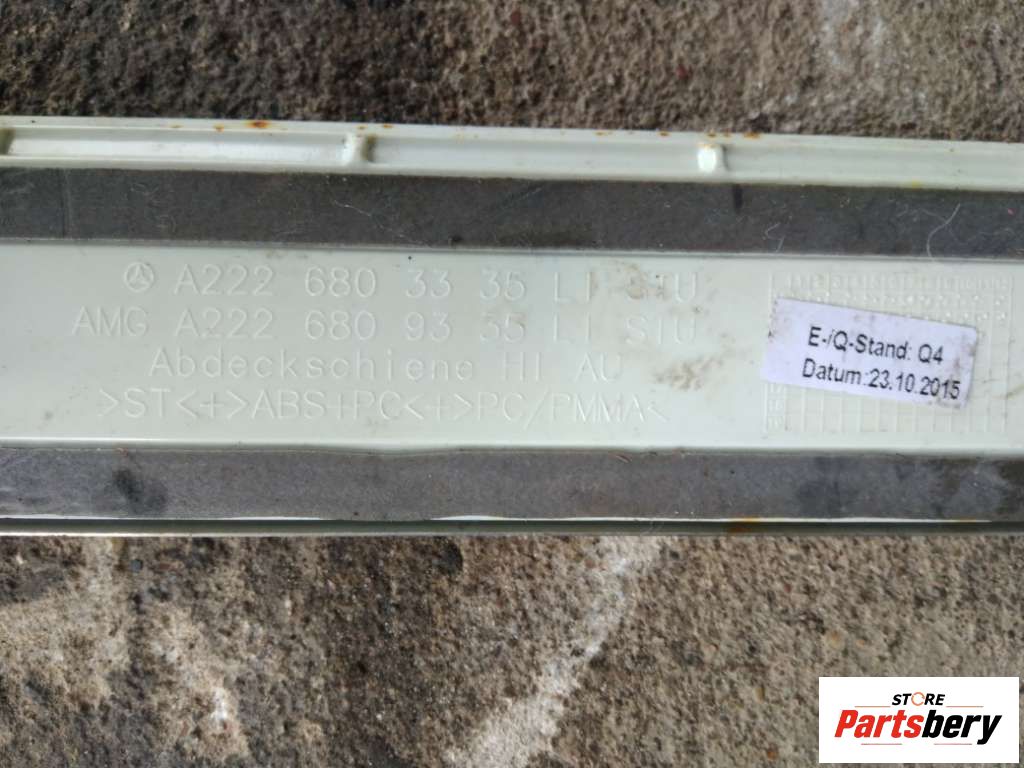 A222 680 33 35 LI STU
AMG A222 680 93 35 LI STU
Abdeckschiene HI AU
>ST<+>ABS+PC<+>PC/PMMA<
E-/Q-Stand: Q4
Datum:23.10.2015
STORE
Partsbery